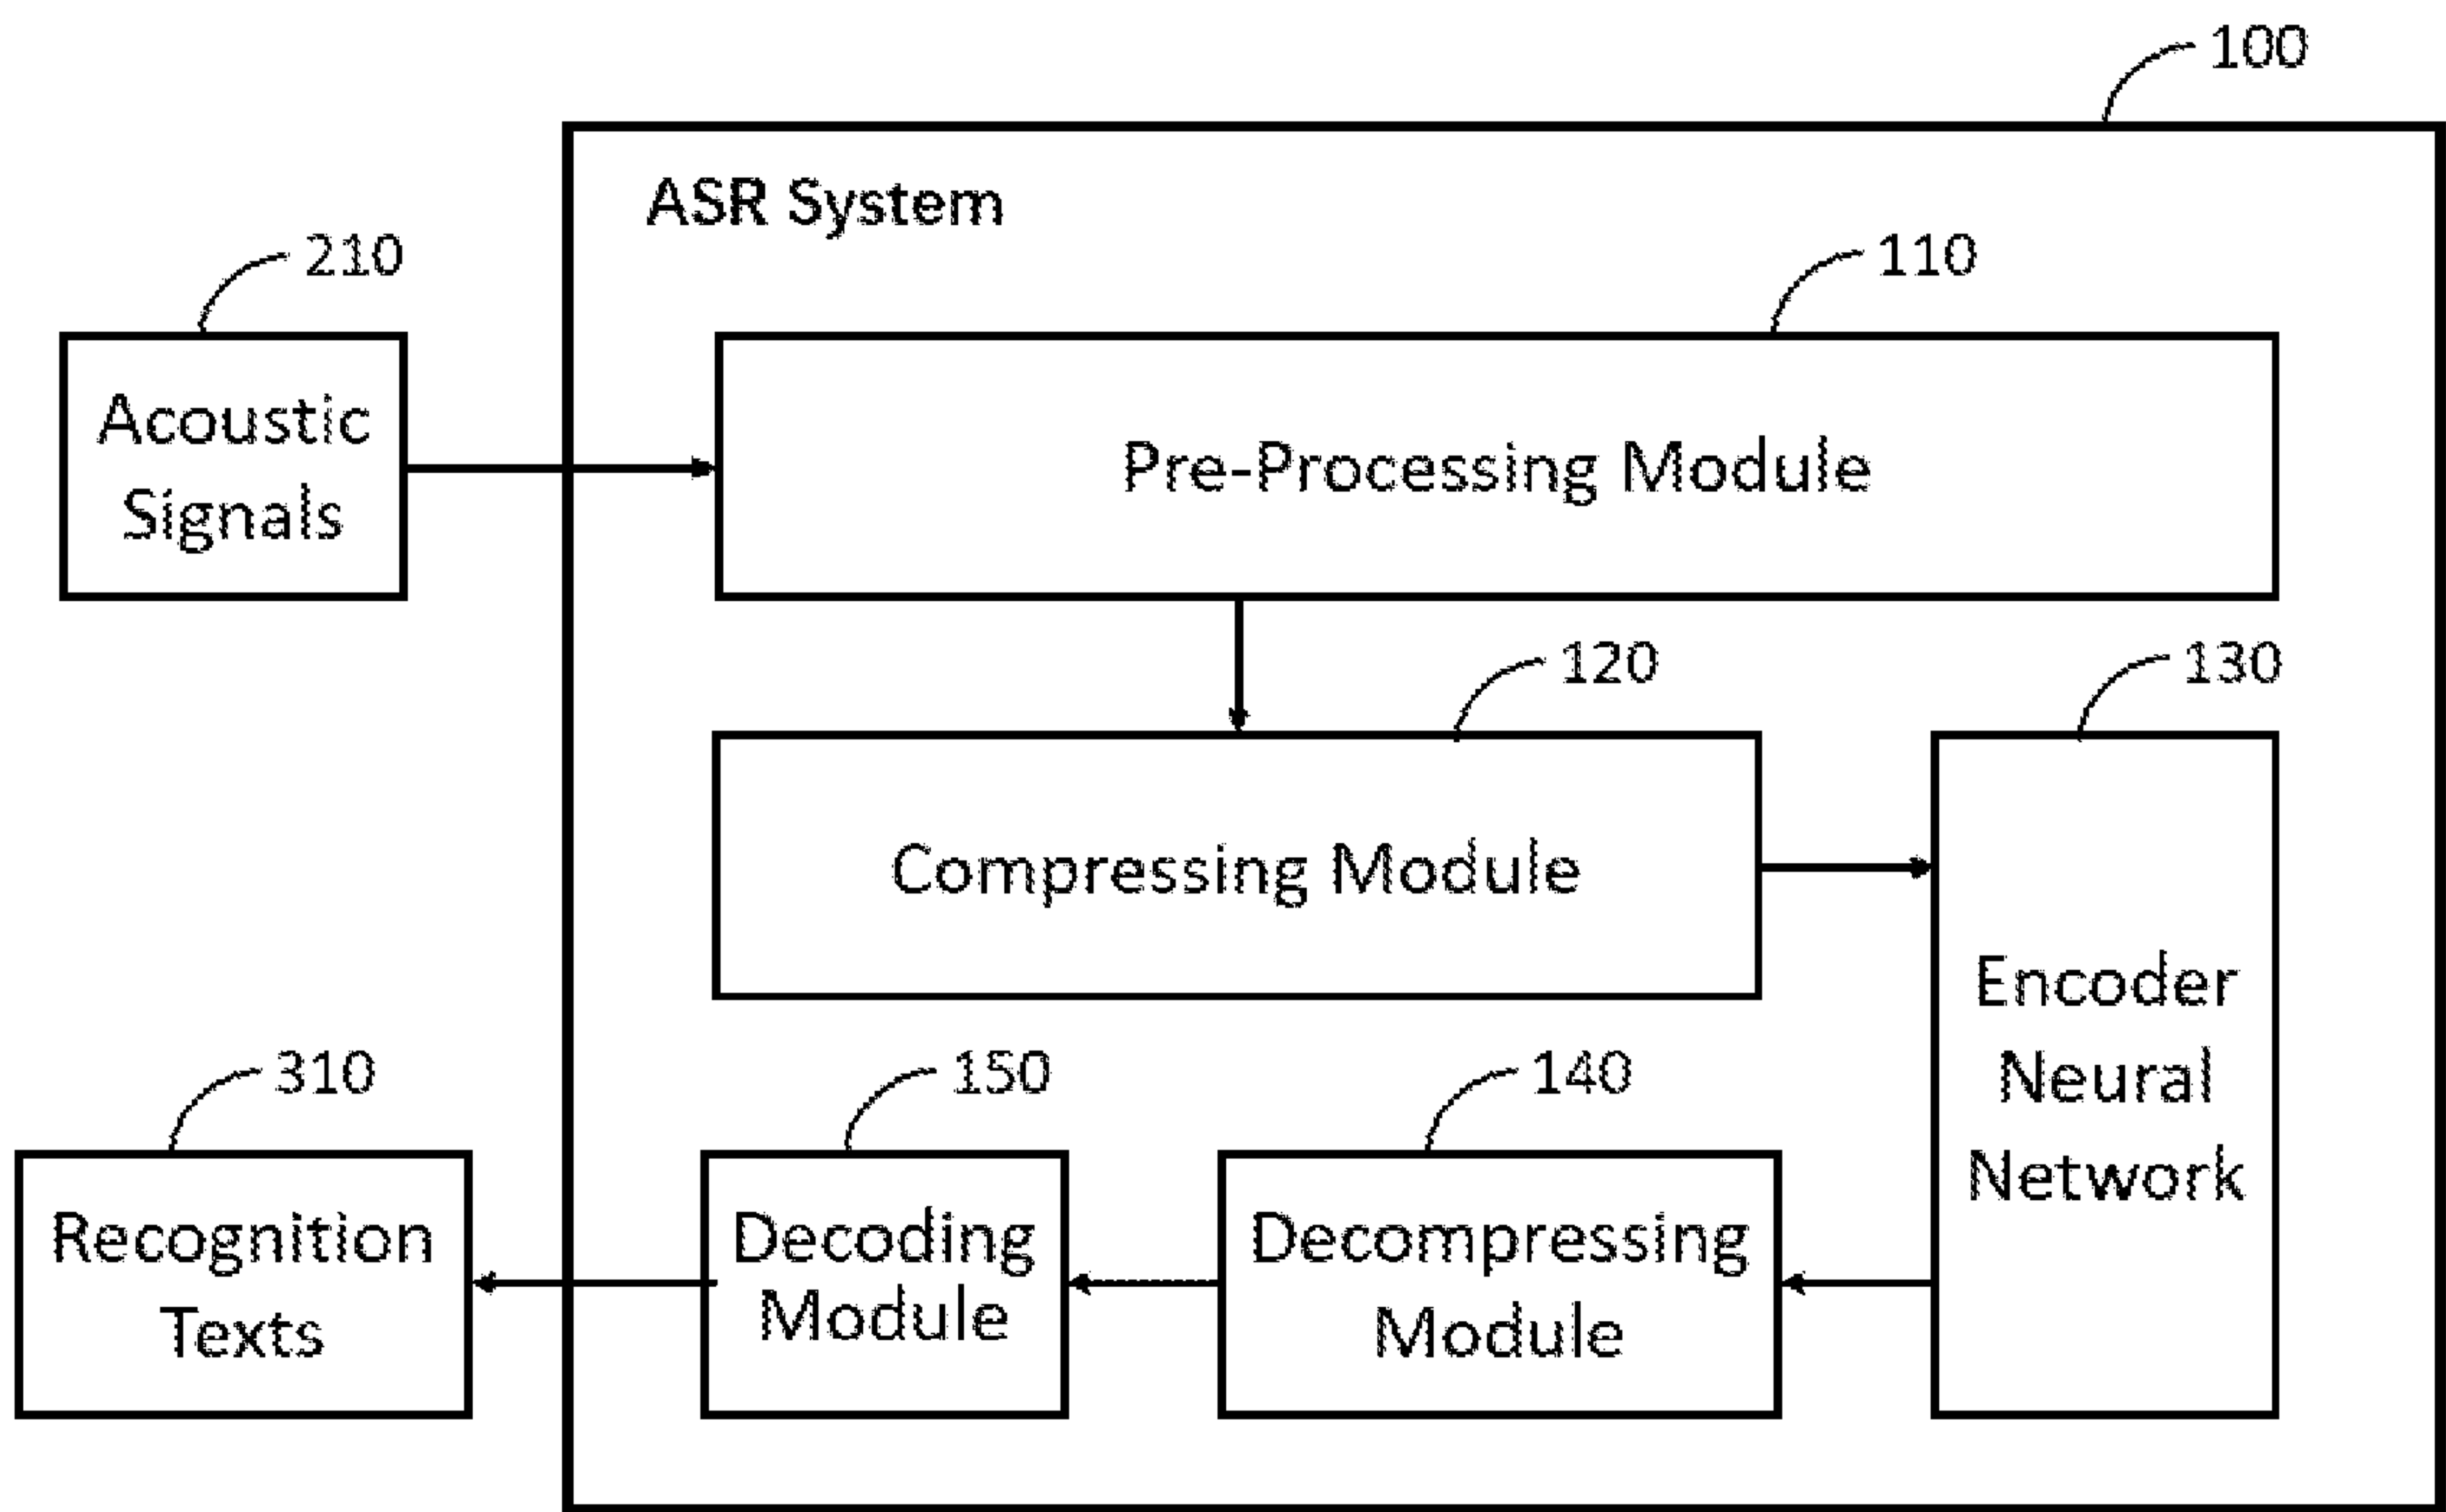 100
ASR System
210
110
Acoustic
Signals
Pre-Processing Module
120
130
Compressing Module
Encoder
Neural
Network
310
150
140
Recognition
Texts
Decoding
Module
Decompressing
Module